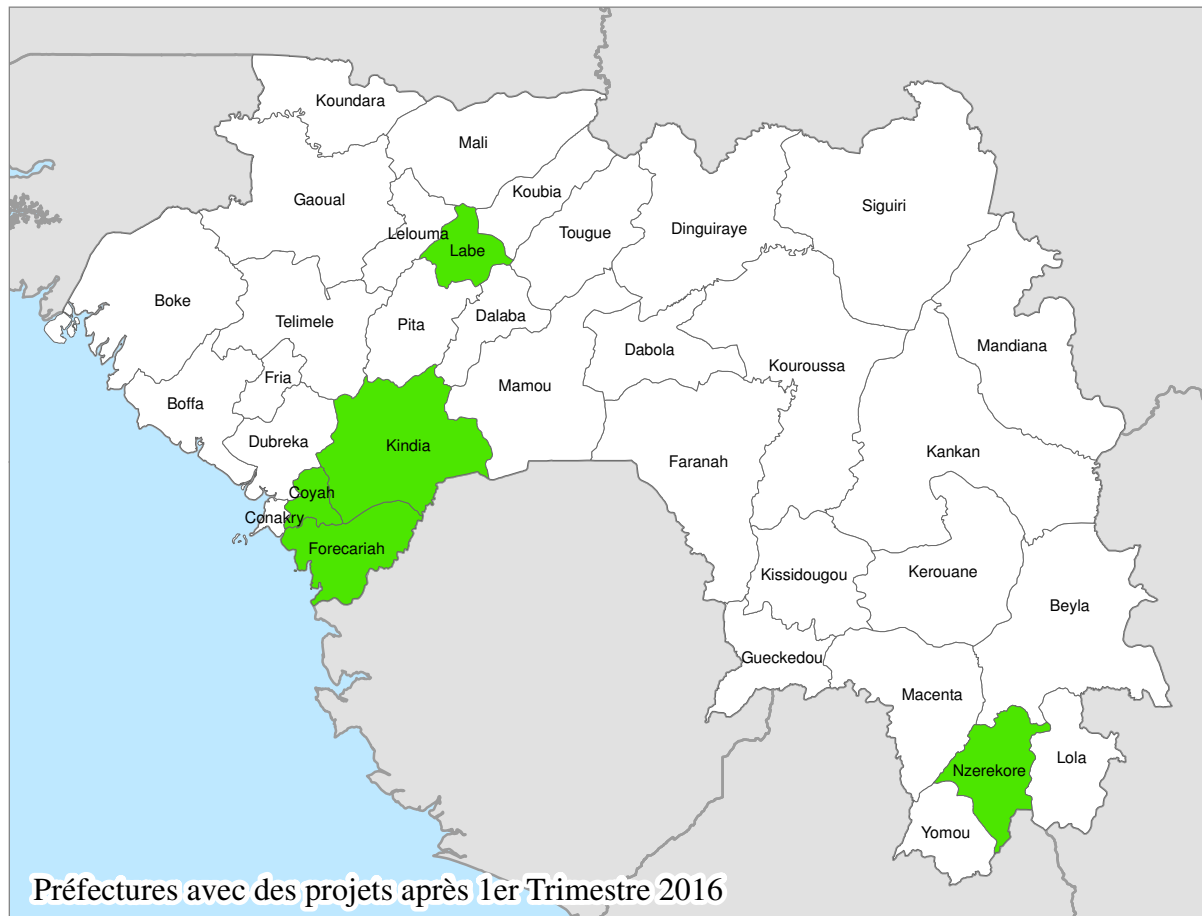 Koundara
Mali
Koubia
Gaoual
Siguiri
Lelouma
Tougue
Dinguiraye
Labe
Boke
Telimele
Pita
Dalaba
Mandiana
Dabola
Kouroussa
Fria
Mamou
Boffa
Dubreka
Kindia
Kankan
Faranah
Coyah
Conakry
Forecariah
Kissidougou
Kerouane
Beyla
Gueckedou
Macenta
Lola
Nzerekore
Yomou
Préfectures avec des projets après 1er Trimestre 2016